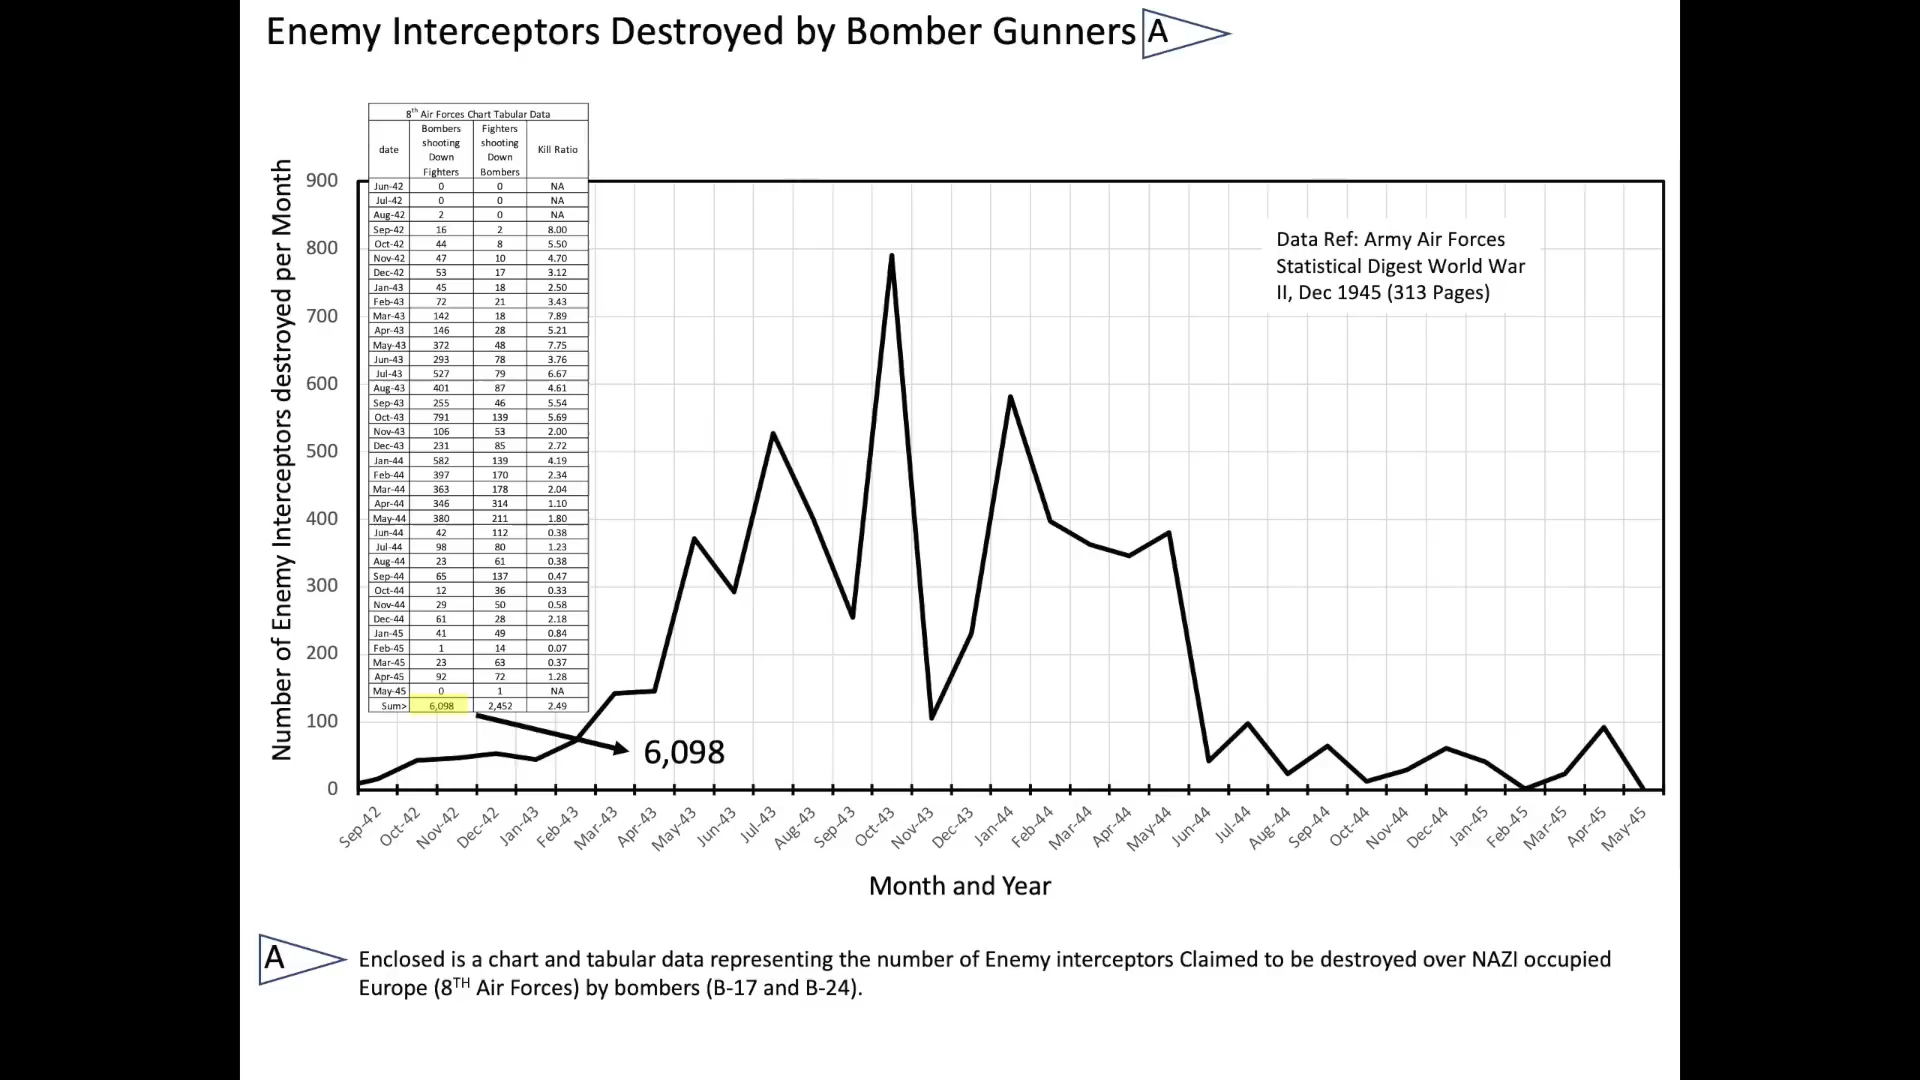 Enemy Interceptors Destroyed by Bomber Gunners A
8th Air Forces Chart Tabular Data
date Bombers shooting Down Fighters Fighters shooting Down Bombers Kill Ratio
Jun-42 0 0 NA
Jul-42 0 0 NA
Aug-42 2 0 NA
Sep-42 16 2 8.00
Oct-42 44 8 5.50
Nov-42 47 10 4.70
Dec-42 53 17 3.12
Jan-43 45 18 2.50
Feb-43 72 21 3.43
Mar-43 142 18 7.89
Apr-43 146 28 5.21
May-43 372 48 7.75
Jun-43 293 78 3.76
Jul-43 527 79 6.67
Aug-43 401 87 4.61
Sep-43 255 46 5.54
Oct-43 791 139 5.69
Nov-43 106 53 2.00
Dec-43 231 85 2.72
Jan-44 582 139 4.19
Feb-44 397 170 2.34
Mar-44 363 178 2.04
Apr-44 346 314 1.10
May-44 380 211 1.80
Jun-44 42 112 0.38
Jul-44 98 80 1.23
Aug-44 23 61 0.38
Sep-44 65 137 0.47
Oct-44 12 36 0.33
Nov-44 29 50 0.58
Dec-44 61 28 2.18
Jan-45 41 49 0.84
Feb-45 1 14 0.07
Mar-45 23 63 0.37
Apr-45 92 72 1.28
May-45 0 1 NA
Sum> 6,098 2,452 2.49
Number of Enemy Interceptors destroyed per Month
900
800
700
600
500
400
300
200
100
0
Data Ref: Army Air Forces
Statistical Digest World War
II, Dec 1945 (313 Pages)
6,098
Sep-42 Oct-42 Nov-42 Dec-42 Jan-43 Feb-43 Mar-43 Apr-43 May-43 Jun-43 Jul-43 Aug-43 Sep-43 Oct-43 Nov-43 Dec-43 Jan-44 Feb-44 Mar-44 Apr-44 May-44 Jun-44 Jul-44 Aug-44 Sep-44 Oct-44 Nov-44 Dec-44 Jan-45 Feb-45 Mar-45 Apr-45 May-45
Month and Year
A
Enclosed is a chart and tabular data representing the number of Enemy interceptors Claimed to be destroyed over NAZI occupied
Europe (8TH Air Forces) by bombers (B-17 and B-24).